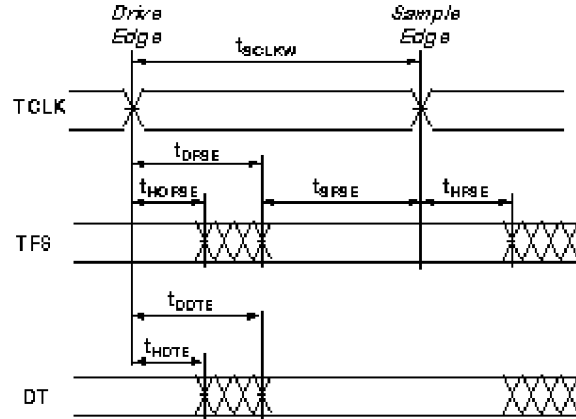 Drive Edge
Sample Edge
tSCLKW
TCLK
tDFSE
tHOFSE
tSFSE
tHFSE
TFS
tDDTE
tHDTE
DT